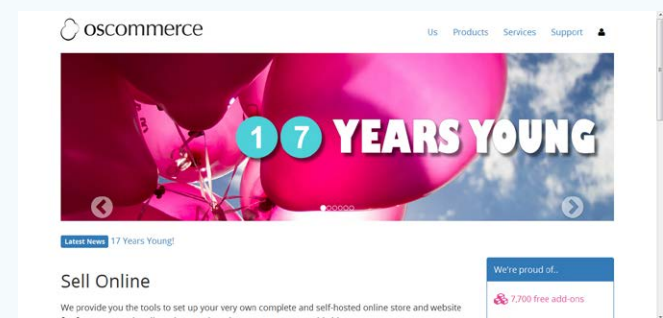 oscommerce
Us Products Services Support
17 YEARS YOUNG
Latest News 17 Years Young!
Sell Online
We're proud of...
7,700 free add-ons
We provide you the tools to set up your very own complete and self-hosted online store and website